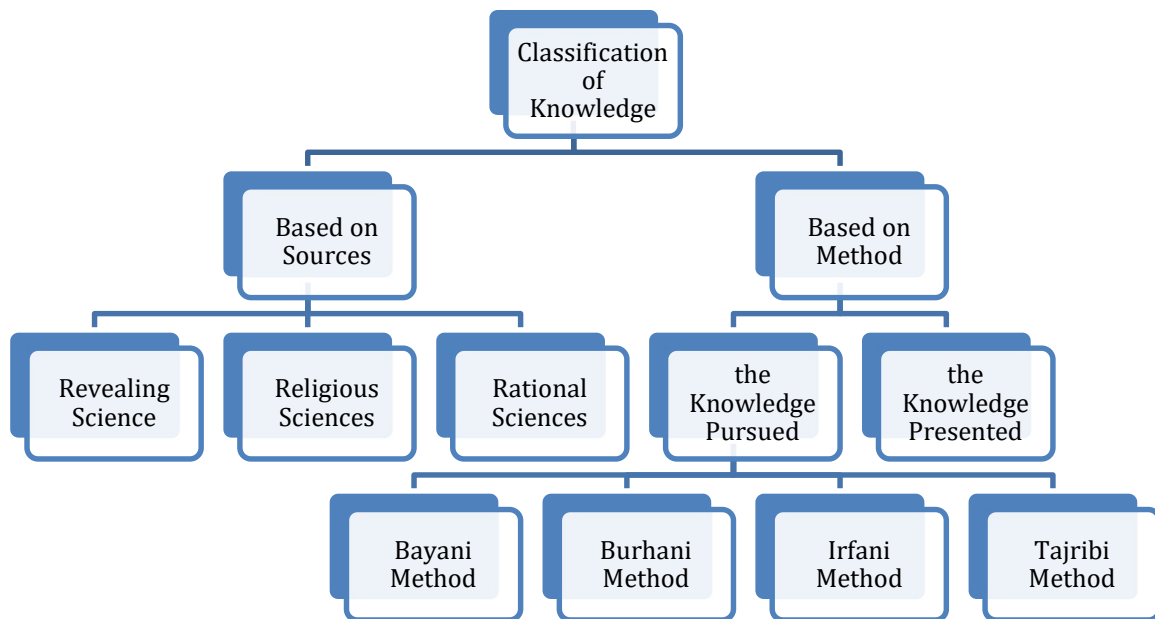 Classification
of
Knowledge
Based on
Sources
Based on
Method
Revealing
Science
Religious
Sciences
Rational
Sciences
the
Knowledge
Pursued
the
Knowledge
Presented
Bayani
Method
Burhani
Method
Irfani
Method
Tajribi
Method